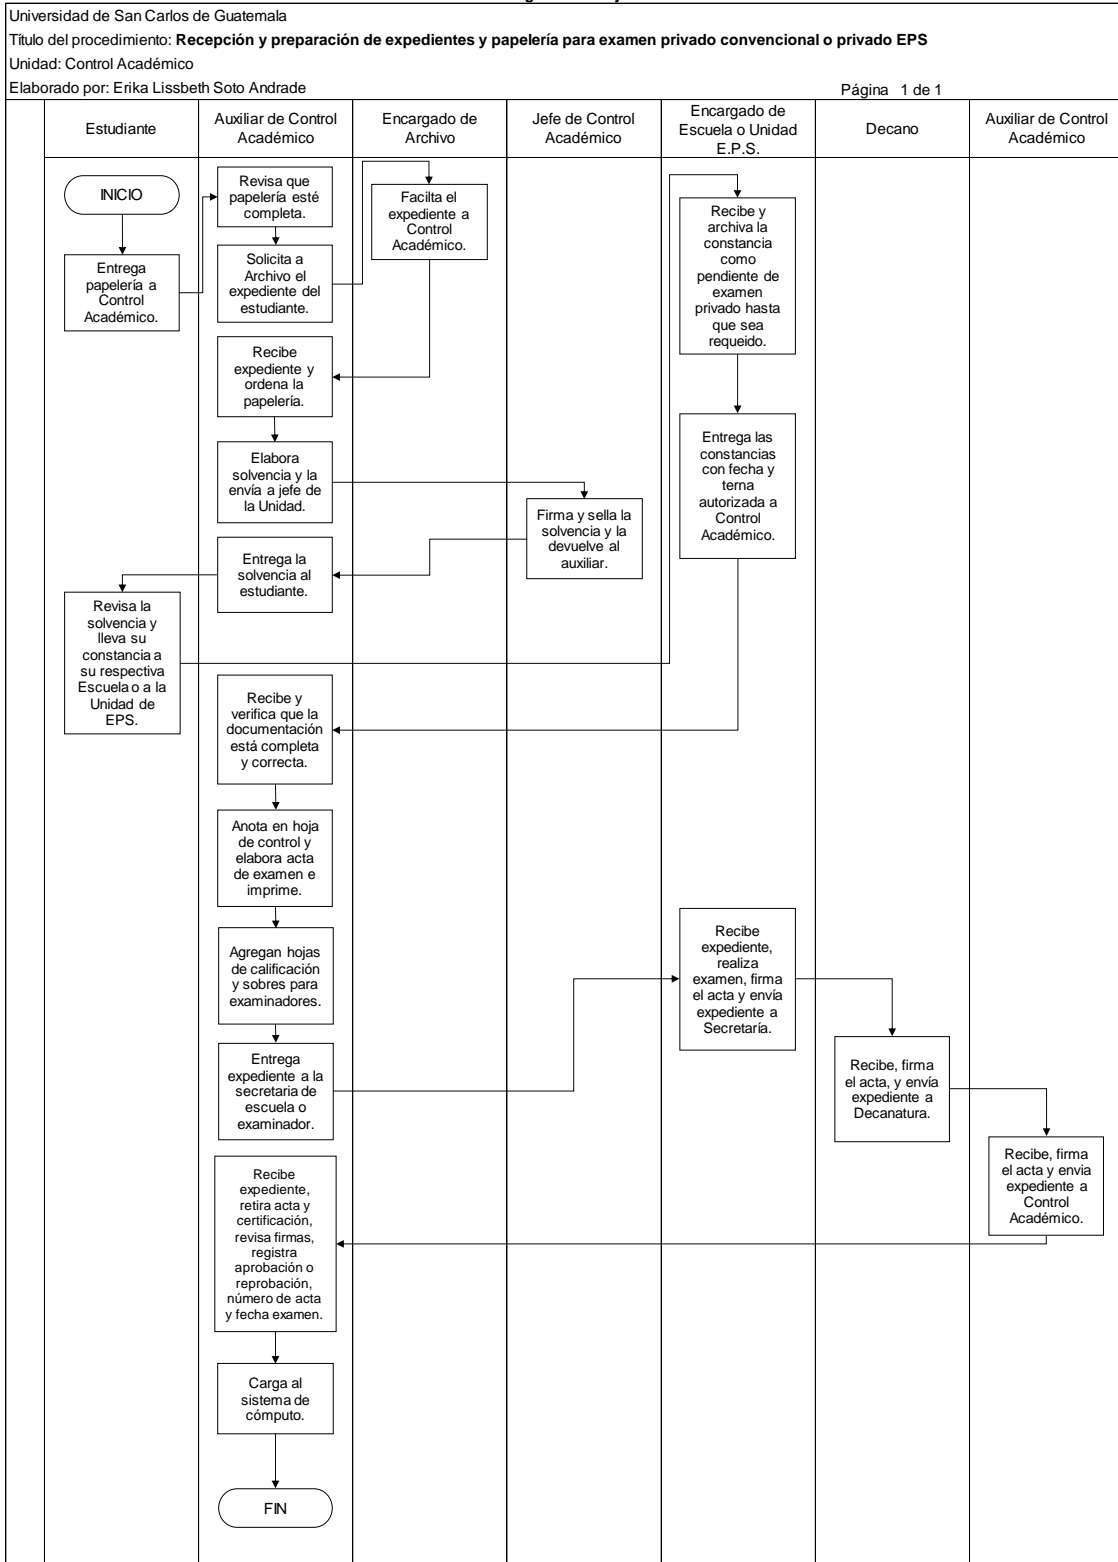 Universidad de San Carlos de Guatemala
Título del procedimiento: Recepción y preparación de expedientes y papelería para examen privado convencional o privado EPS
Unidad: Control Académico
Elaborado por: Erika Lissbeth Soto Andrade
Página 1 de 1
Estudiante
Auxiliar de Control
Académico
Encargado de
Archivo
Jefe de Control
Académico
Encargado de
Escuela o Unidad
E.P.S.
Decano
Auxiliar de Control
Académico
INICIO
Entrega
papelería a
Control
Académico.
Revisa que
papelería esté
completa.
Solicita a
Archivo el
expediente del
estudiante.
Facilta el
expediente a
Control
Académico.
Recibe
expediente y
ordena la
papelería.
Elabora
solvencia y la
envía a jefe de
la Unidad.
Firma y sella la
solvencia y la
devuelve al
auxiliar.
Entrega la
solvencia al
estudiante.
Revisa la
solvencia y
lleva su
constancia a
su respectiva
Escuela o a la
Unidad de
EPS.
Recibe y
archiva la
constancia
como
pendiente de
examen
privado hasta
que sea
requeido.
Entrega las
constancias
con fecha y
terna
autorizada a
Control
Académico.
Recibe y
verifica que la
documentación
está completa
y correcta.
Anota en hoja
de control y
elabora acta
de examen e
imprime.
Agregan hojas
de calificación
y sobres para
examinadores.
Entrega
expediente a la
secretaria de
escuela o
examinador.
Recibe
expediente,
realiza
examen, firma
el acta y envía
expediente a
Secretaría.
Recibe, firma
el acta, y envía
expediente a
Decanatura.
Recibe, firma
el acta y envia
expediente a
Control
Académico.
Recibe
expediente,
retira acta y
certificación,
revisa firmas,
registra
aprobación o
reprobación,
número de acta
y fecha examen.
Carga al
sistema de
cómputo.
FIN